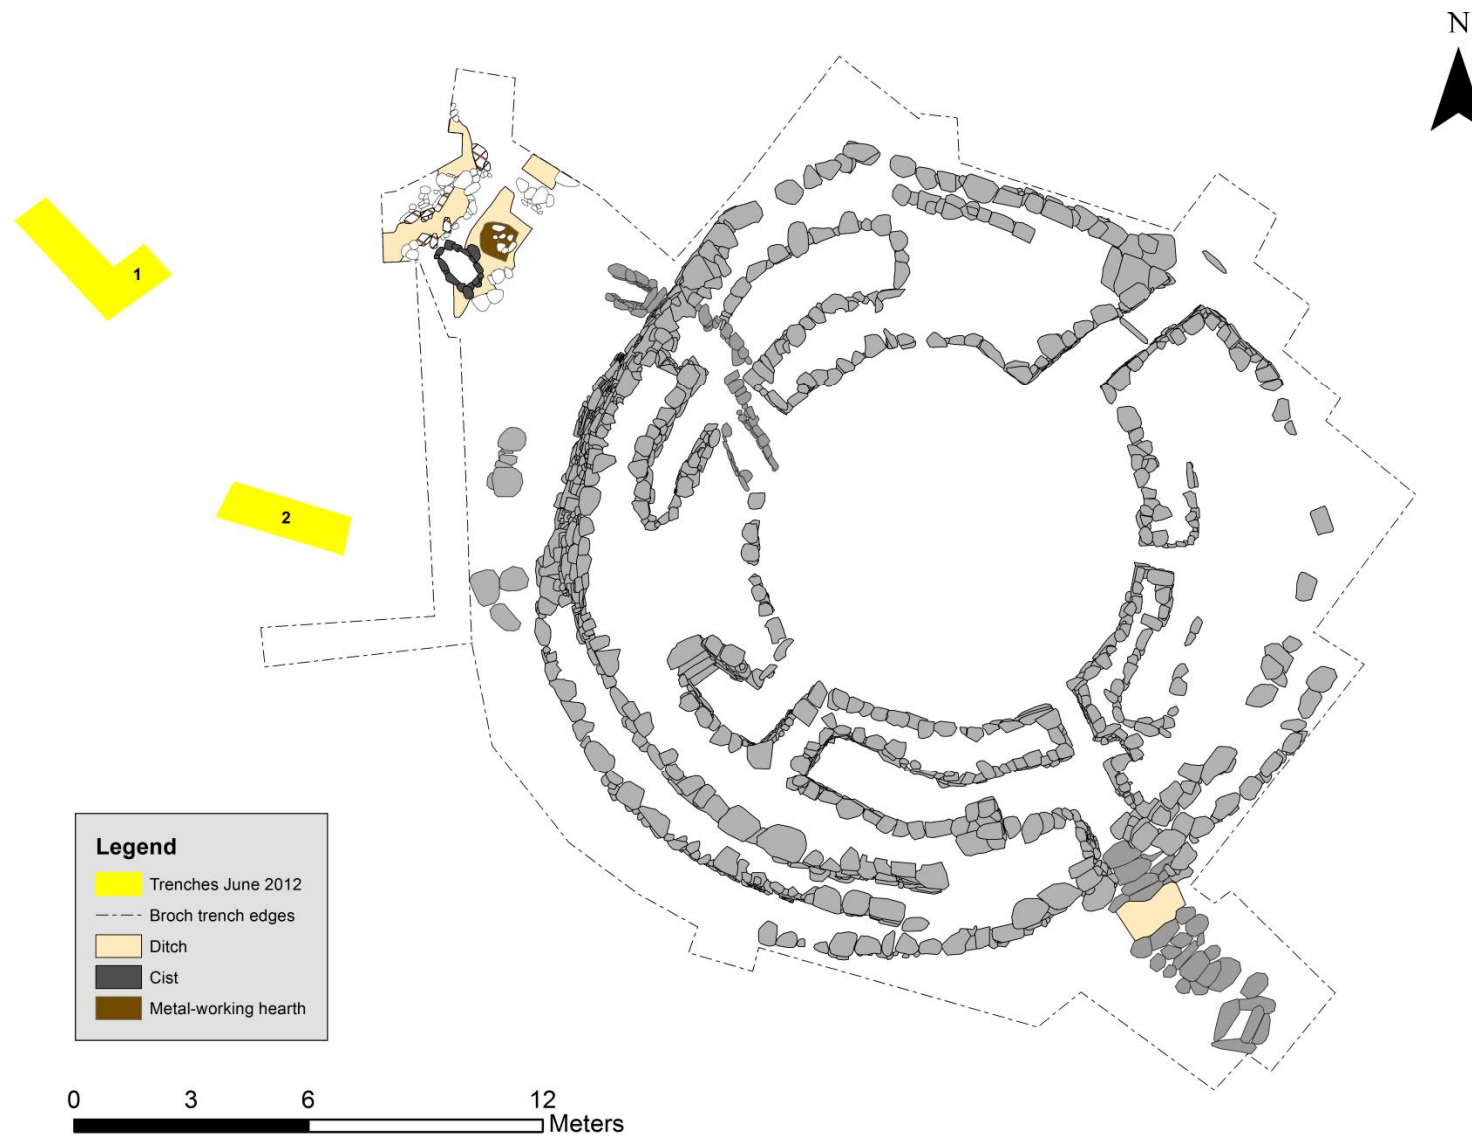 N
1
2
Legend
Trenches June 2012
Broch trench edges
Ditch
Cist
Metal-working hearth
0 3 6 12
Meters